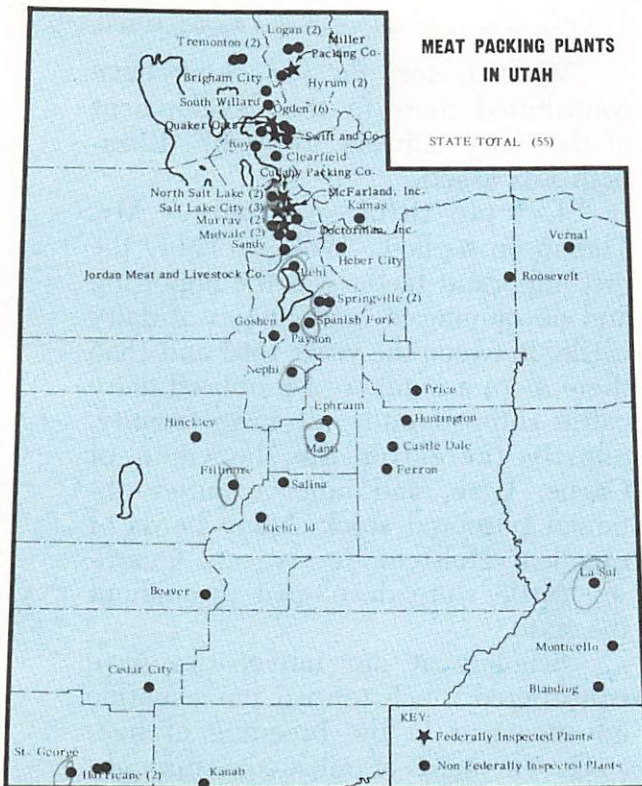 MEAT PACKING PLANTS
IN UTAH
STATE TOTAL (55)
Logan (2)
Miller
Packing Co.
Tremonton (2)
Brigham City
Hyrum (2)
South Willard
Ogden (6)
Quaker Oats
Swift and Co.
Roy
Clearfield
Cudahy Packing Co.
North Salt Lake (2)
McFarland, Inc.
Salt Lake City (3)
Kamas
Murray (2)
Doctorman, Inc.
Midvale (2)
Vernal
Sandy
Heber City
Jordan Meat and Livestock Co.
Lehi
Roosevelt
Springville (2)
Goshen
Spanish Fork
Payson
Nephi
Price
Ephraim
Hinckley
Huntington
Manti
Castle Dale
Fillmore
Ferron
Salina
Richfield
La Sal
Beaver
Monticello
Cedar City
Blanding
St. George
Hurricane (2)
Kanab
KEY:
Federally Inspected Plants
Non Federally Inspected Plants